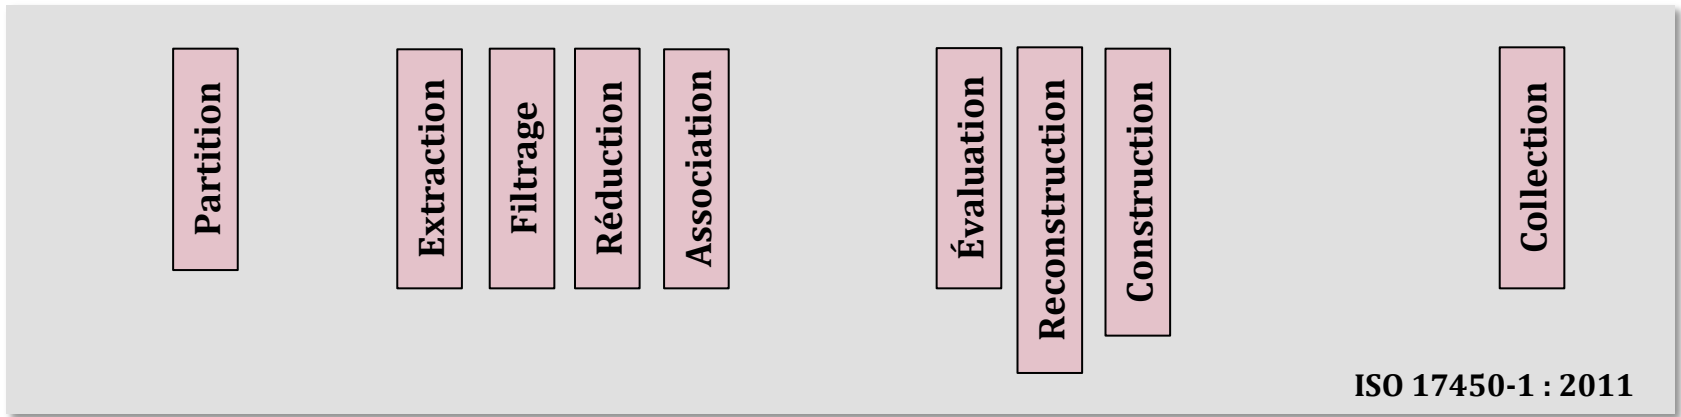 Partition
Extraction
Filtrage
Réduction
Association
Évaluation
Reconstruction
Construction
Collection
ISO 17450-1 : 2011